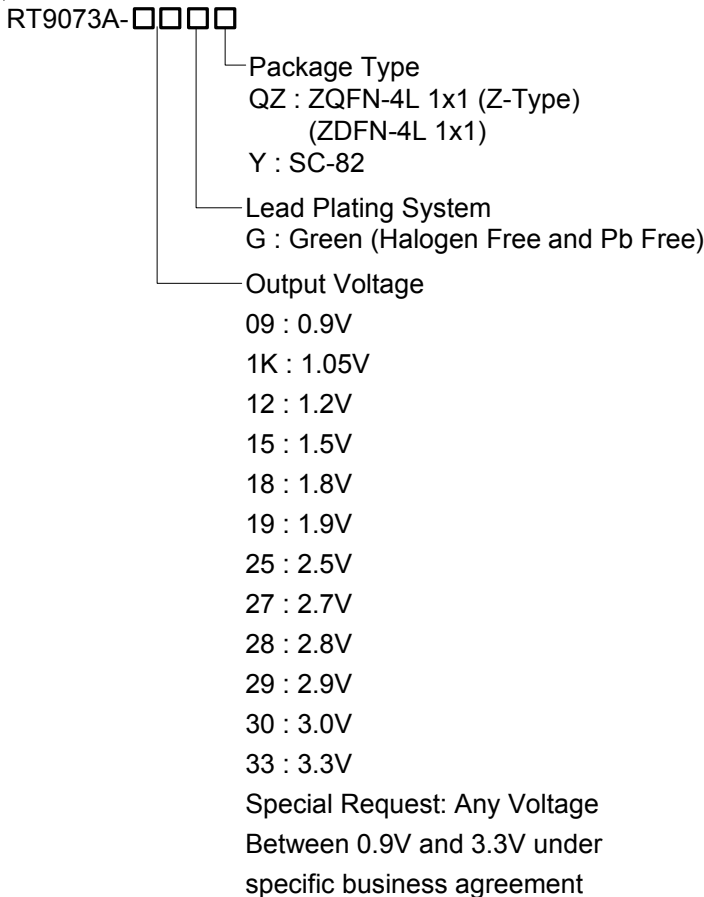 RT9073A-□□□□
Package Type
QZ : ZQFN-4L 1x1 (Z-Type)
(ZDFN-4L 1x1)
Y : SC-82
Lead Plating System
G : Green (Halogen Free and Pb Free)
Output Voltage
09 : 0.9V
1K : 1.05V
12 : 1.2V
15 : 1.5V
18 : 1.8V
19 : 1.9V
25 : 2.5V
27 : 2.7V
28 : 2.8V
29 : 2.9V
30 : 3.0V
33 : 3.3V
Special Request: Any Voltage
Between 0.9V and 3.3V under
specific business agreement